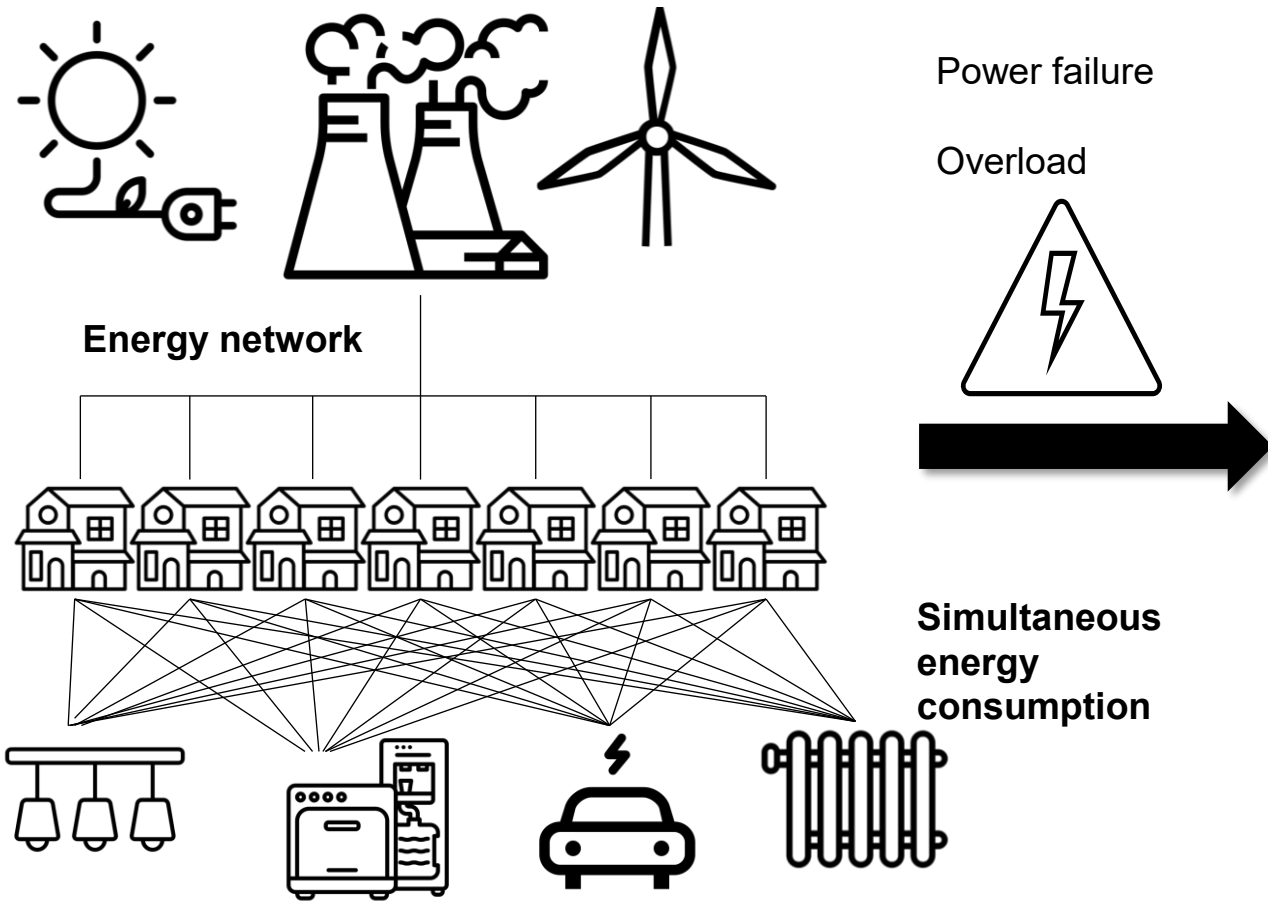 Power failure
Overload
Energy network
Simultaneous
energy
consumption